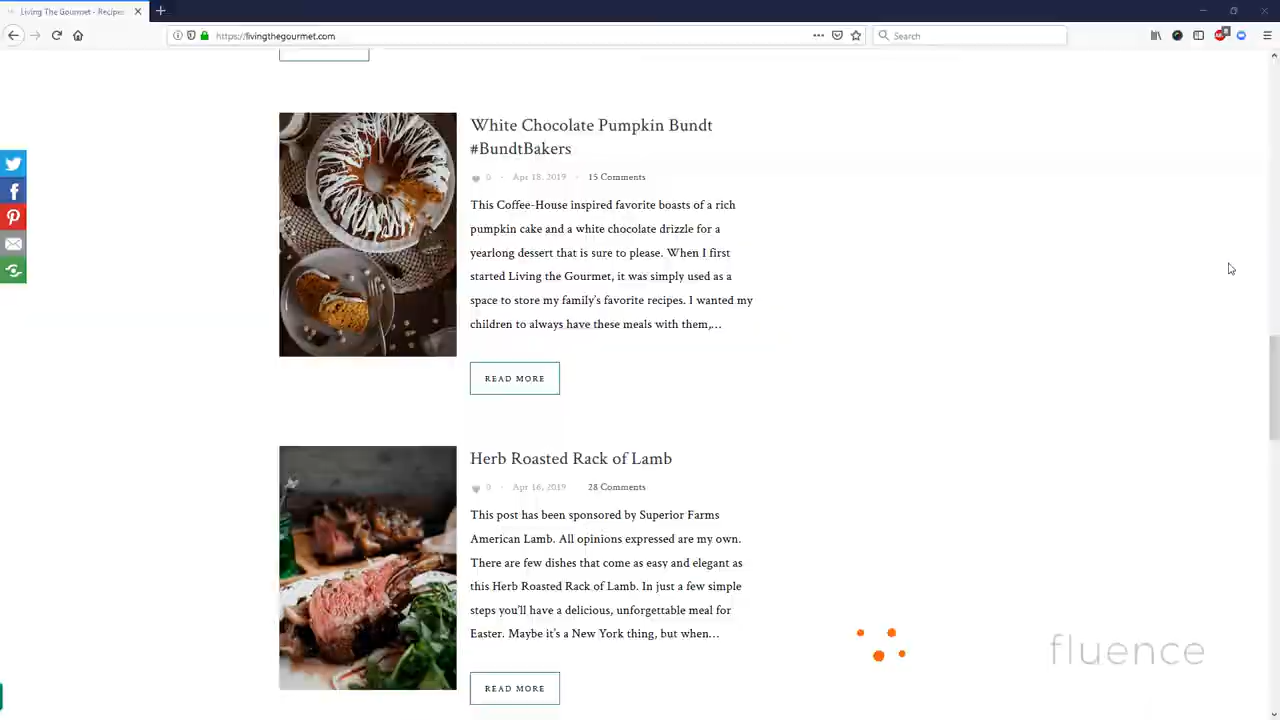 Living The Gourmet - Recipes
https://livingthegourmet.com
Search
White Chocolate Pumpkin Bundt
#BundtBakers
0 · Apr 18, 2019 · 15 Comments
This Coffee-House inspired favorite boasts of a rich
pumpkin cake and a white chocolate drizzle for a
yearlong dessert that is sure to please. When I first
started Living the Gourmet, it was simply used as a
space to store my family's favorite recipes. I wanted my
children to always have these meals with them,…
READ MORE
Herb Roasted Rack of Lamb
0 · Apr 16, 2019 28 Comments
This post has been sponsored by Superior Farms
American Lamb. All opinions expressed are my own.
There are few dishes that come as easy and elegant as
this Herb Roasted Rack of Lamb. In just a few simple
steps you'll have a delicious, unforgettable meal for
Easter. Maybe it's a New York thing, but when…
READ MORE
fluence